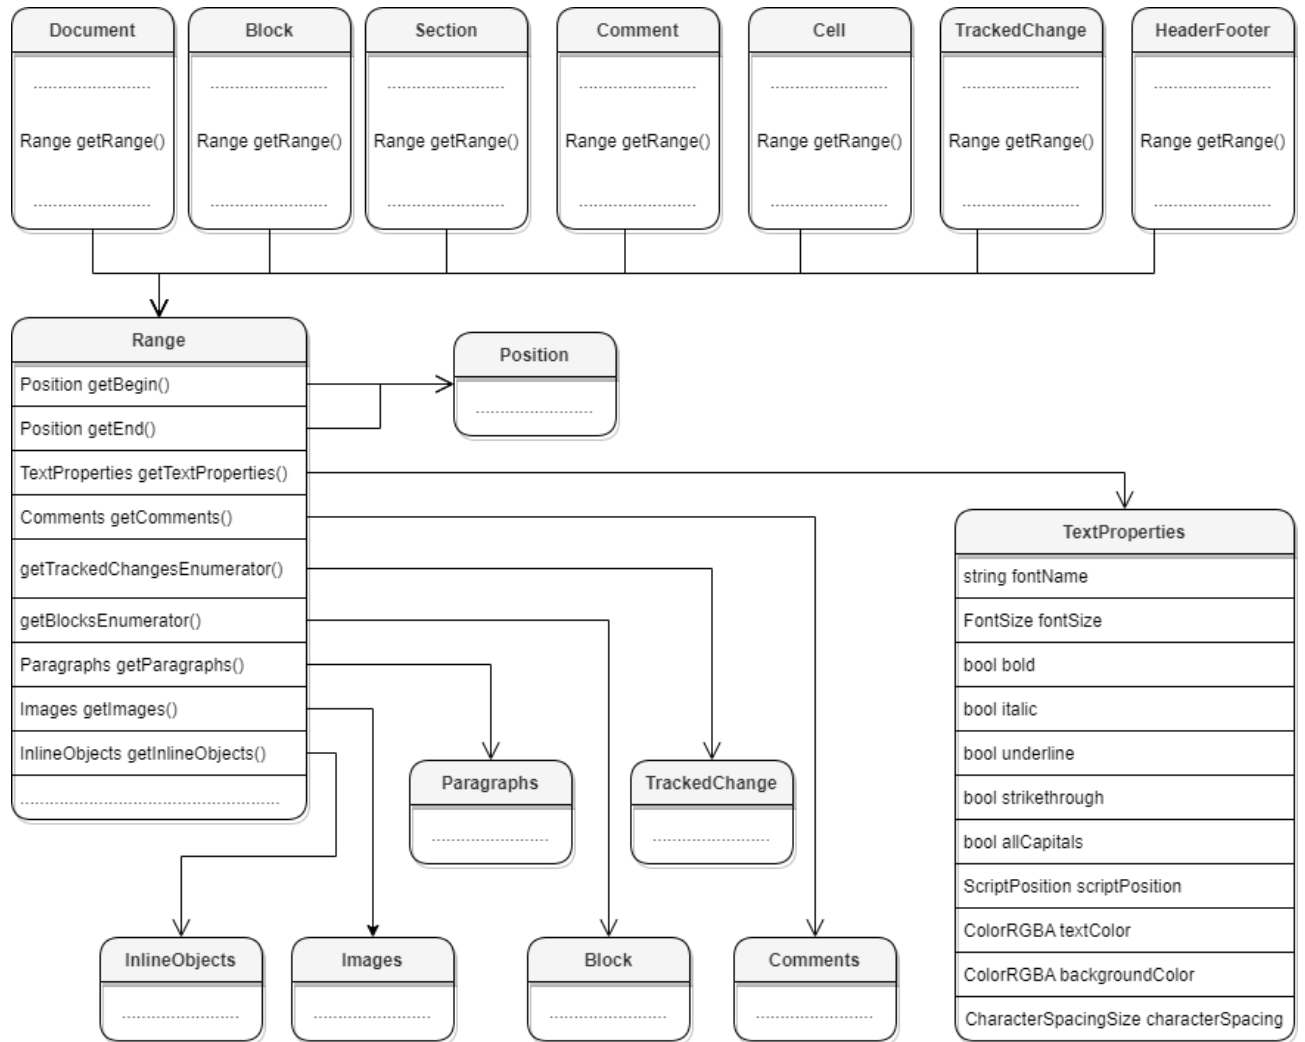 Document
Block
Section
Comment
Cell
TrackedChange
HeaderFooter
Range getRange()
Range getRange()
Range getRange()
Range getRange()
Range getRange()
Range getRange()
Range getRange()
Range
Position getBegin()
Position getEnd()
TextProperties getTextProperties()
Comments getComments()
getTrackedChangesEnumerator()
getBlocksEnumerator()
Paragraphs getParagraphs()
Images getImages()
InlineObjects getInlineObjects()
Position
TextProperties
string fontName
FontSize fontSize
bool bold
bool italic
bool underline
bool strikethrough
bool allCapitals
ScriptPosition scriptPosition
ColorRGBA textColor
ColorRGBA backgroundColor
CharacterSpacingSize characterSpacing
Paragraphs
TrackedChange
InlineObjects
Images
Block
Comments